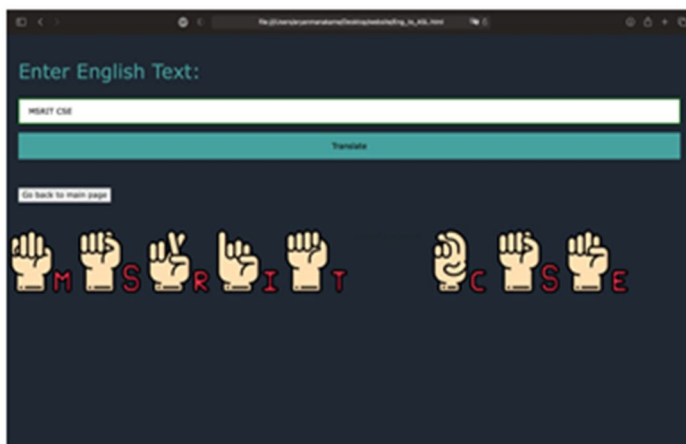 Enter English Text:
MSRIT CSE
Translate
Go back to main page
M S R I T C S E